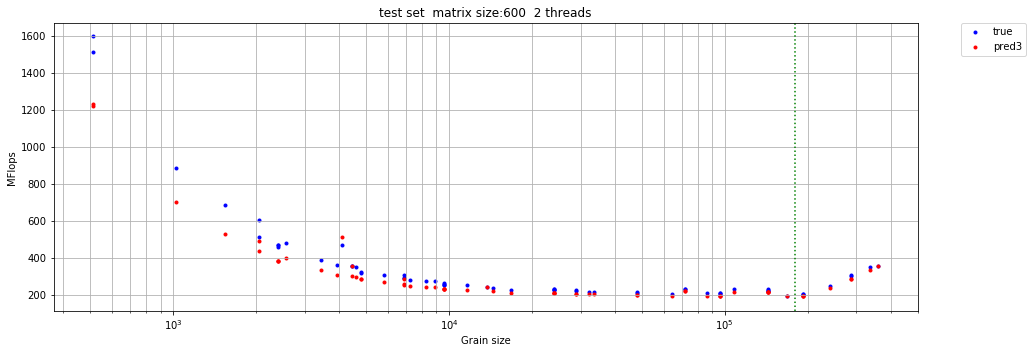 test set  matrix size:600  2 threads
true
pred3
MFlops
1600
1400
1200
1000
800
600
400
200
10³
10⁴
10⁵
Grain size